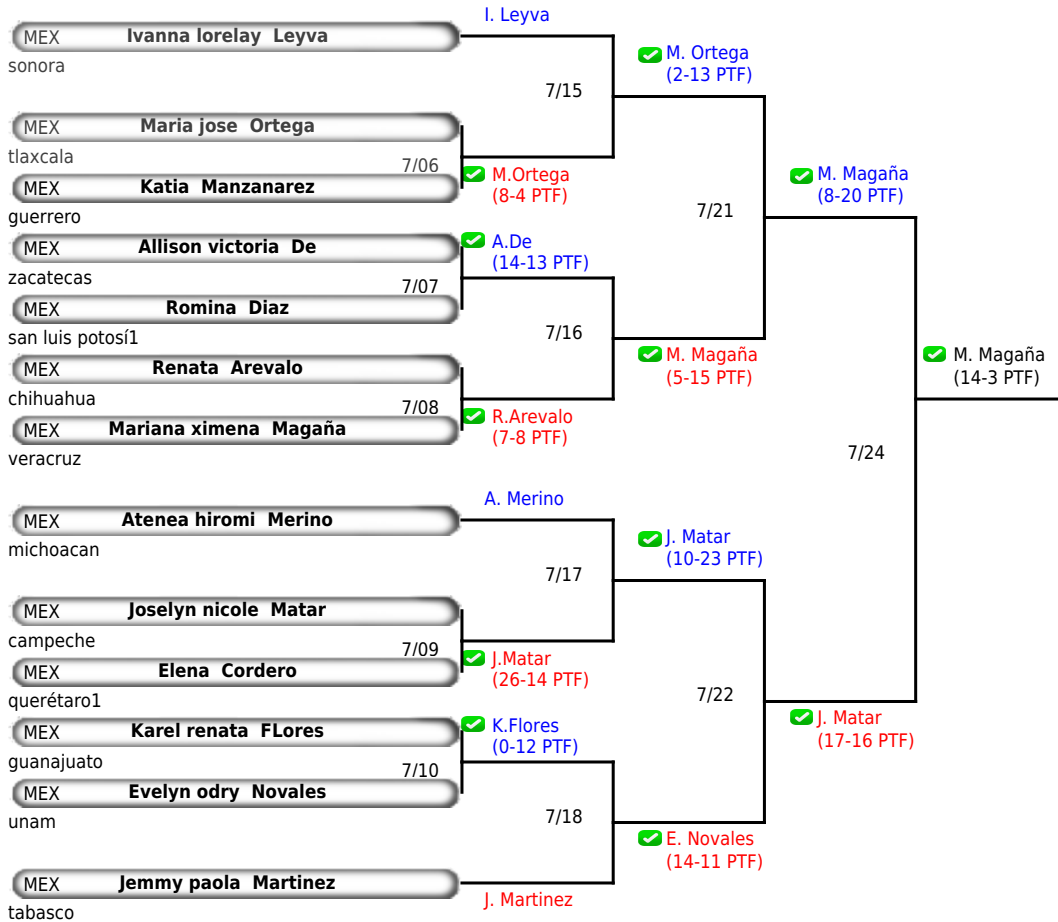 I. Leyva
MEX Ivanna lorelay Leyva
sonora
M. Ortega
(2-13 PTF)
7/15
MEX Maria jose Ortega
tlaxcala
7/06
M.Ortega
(8-4 PTF)
MEX Katia Manzanarez
guerrero
M. Magaña
(8-20 PTF)
7/21
MEX Allison victoria De
zacatecas
A.De
(14-13 PTF)
7/07
MEX Romina Diaz
san luis potosí1
7/16
M. Magaña
(5-15 PTF)
M. Magaña
(14-3 PTF)
MEX Renata Arevalo
chihuahua
7/08
R.Arevalo
(7-8 PTF)
MEX Mariana ximena Magaña
veracruz
7/24
A. Merino
MEX Atenea hiromi Merino
michoacan
J. Matar
(10-23 PTF)
7/17
MEX Joselyn nicole Matar
campeche
7/09
J.Matar
(26-14 PTF)
MEX Elena Cordero
querétaro1
7/22
J. Matar
(17-16 PTF)
MEX Karel renata FLores
guanajuato
K.Flores
(0-12 PTF)
7/10
MEX Evelyn odry Novales
unam
7/18
E. Novales
(14-11 PTF)
MEX Jemmy paola Martinez
tabasco
J. Martinez